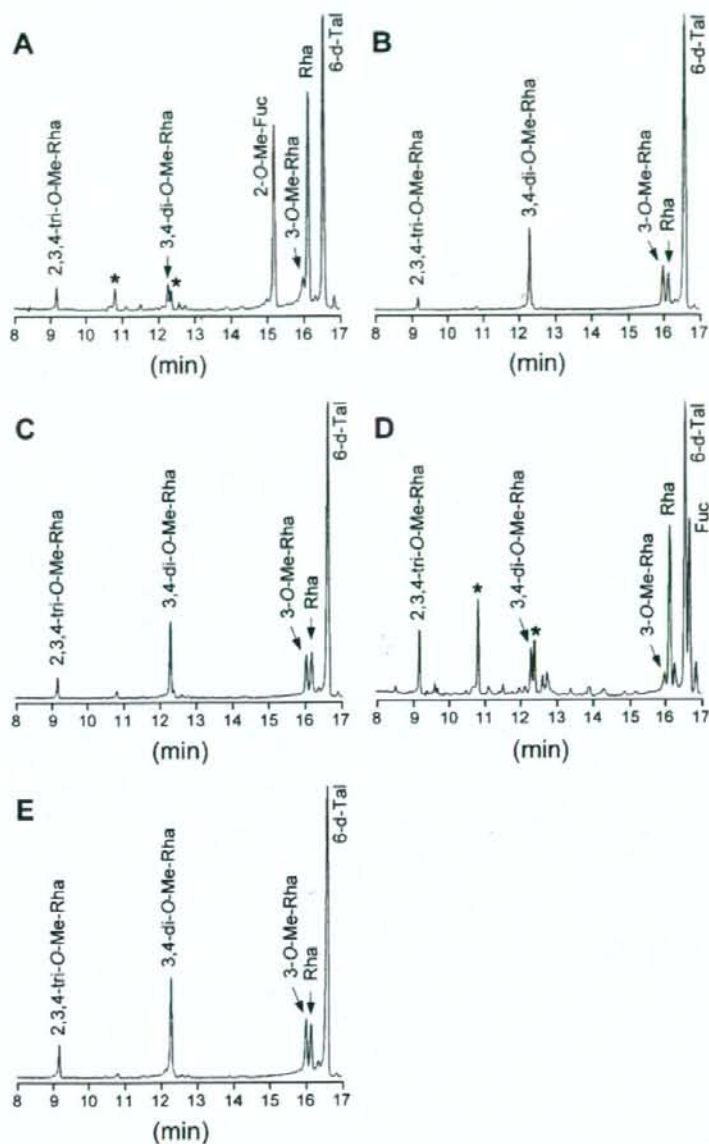 A
2,3,4-tri-O-Me-Rha
*
3,4-di-O-Me-Rha
*
2-O-Me-Fuc
3-O-Me-Rha
Rha
6-d-Tal
8 9 10 11 12 13 14 15 16 17
(min)
B
2,3,4-tri-O-Me-Rha
3,4-di-O-Me-Rha
3-O-Me-Rha
Rha
6-d-Tal
8 9 10 11 12 13 14 15 16 17
(min)
C
2,3,4-tri-O-Me-Rha
3,4-di-O-Me-Rha
3-O-Me-Rha
Rha
6-d-Tal
8 9 10 11 12 13 14 15 16 17
(min)
D
2,3,4-tri-O-Me-Rha
*
3,4-di-O-Me-Rha
*
3-O-Me-Rha
Rha
6-d-Tal
Fuc
8 9 10 11 12 13 14 15 16 17
(min)
E
2,3,4-tri-O-Me-Rha
3,4-di-O-Me-Rha
3-O-Me-Rha
Rha
6-d-Tal
8 9 10 11 12 13 14 15 16 17
(min)